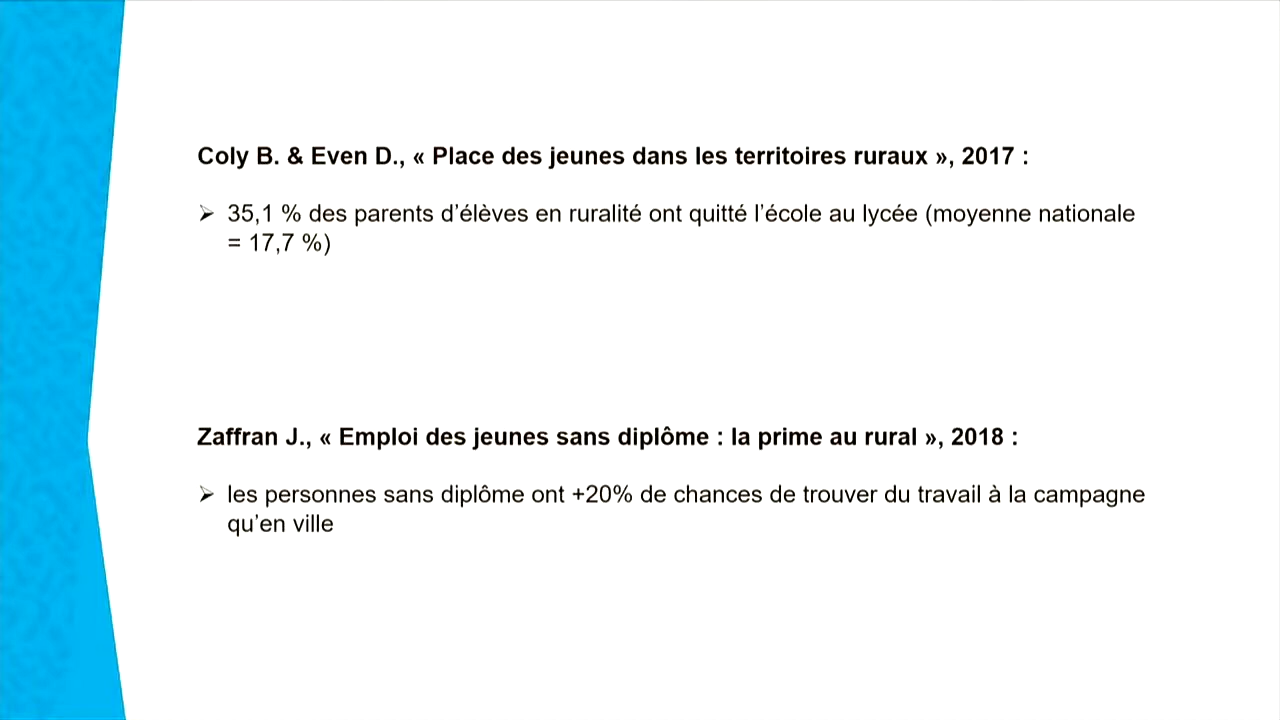 Coly B. & Even D., « Place des jeunes dans les territoires ruraux », 2017 :
➢ 35,1 % des parents d’élèves en ruralité ont quitté l’école au lycée (moyenne nationale
= 17,7 %)
Zaffran J., « Emploi des jeunes sans diplôme : la prime au rural », 2018 :
➢ les personnes sans diplôme ont +20% de chances de trouver du travail à la campagne
qu’en ville